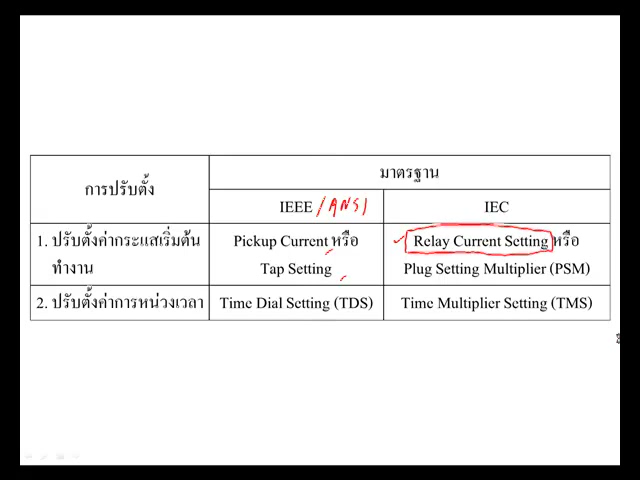 มาตรฐาน
การปรับตั้ง
IEEE /ANSI
IEC
1. ปรับตั้งค่ากระแสเริ่มต้น
ทำงาน
Pickup Current หรือ
Tap Setting
Relay Current Setting หรือ
Plug Setting Multiplier (PSM)
2. ปรับตั้งค่าการหน่วงเวลา
Time Dial Setting (TDS)
Time Multiplier Setting (TMS)